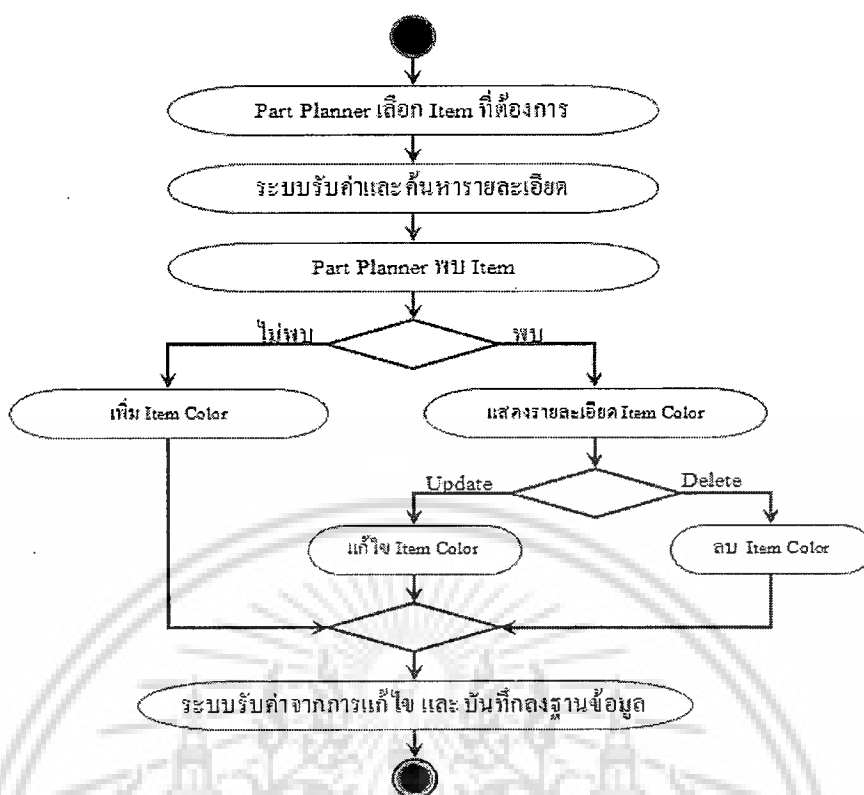 Part Planner เลือก Item ที่ต้องการ
ระบบรับค่าและค้นหารายละเอียด
Part Planner พบ Item
ไม่พบ
พบ
เพิ่ม Item Color
แสดงรายละเอียด Item Color
Update
Delete
แก้ไข Item Color
ลบ Item Color
ระบบรับค่าจากการแก้ไข และ บันทึกลงฐานข้อมูล